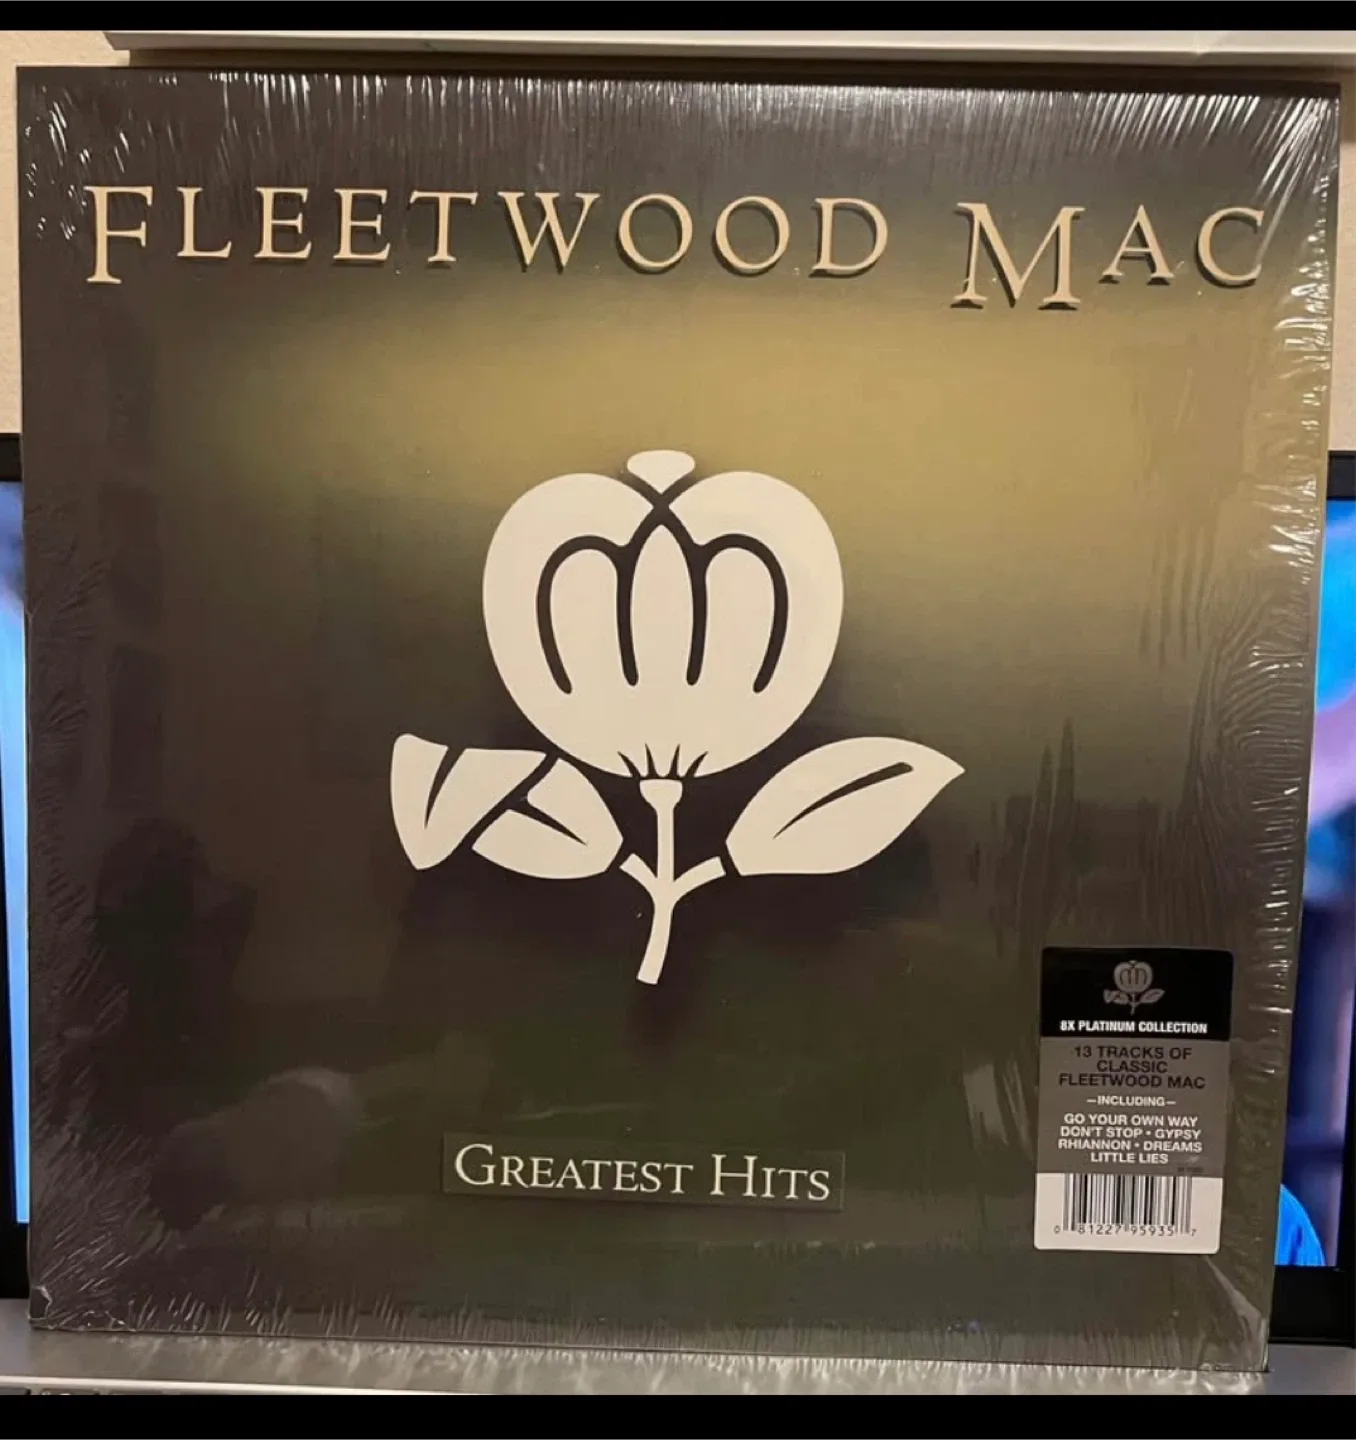 FLEETWOOD MAC
GREATEST HITS
8X PLATINUM COLLECTION
13 TRACKS OF
CLASSIC
FLEETWOOD MAC
—INCLUDING—
GO YOUR OWN WAY
DON'T STOP • GYPSY
RHIANNON • DREAMS
LITTLE LIES
0 81227 95935 7